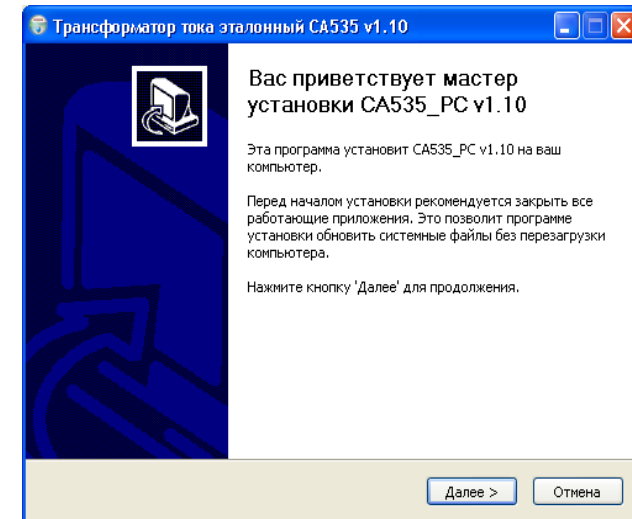 Трансформатор тока эталонный СА535 v1.10
Вас приветствует мастер
установки CA535_PC v1.10
Эта программа установит CA535_PC v1.10 на ваш
компьютер.
Перед началом установки рекомендуется закрыть все
работающие приложения. Это позволит программе
установки обновить системные файлы без перезагрузки
компьютера.
Нажмите кнопку 'Далее' для продолжения.
Далее >
Отмена